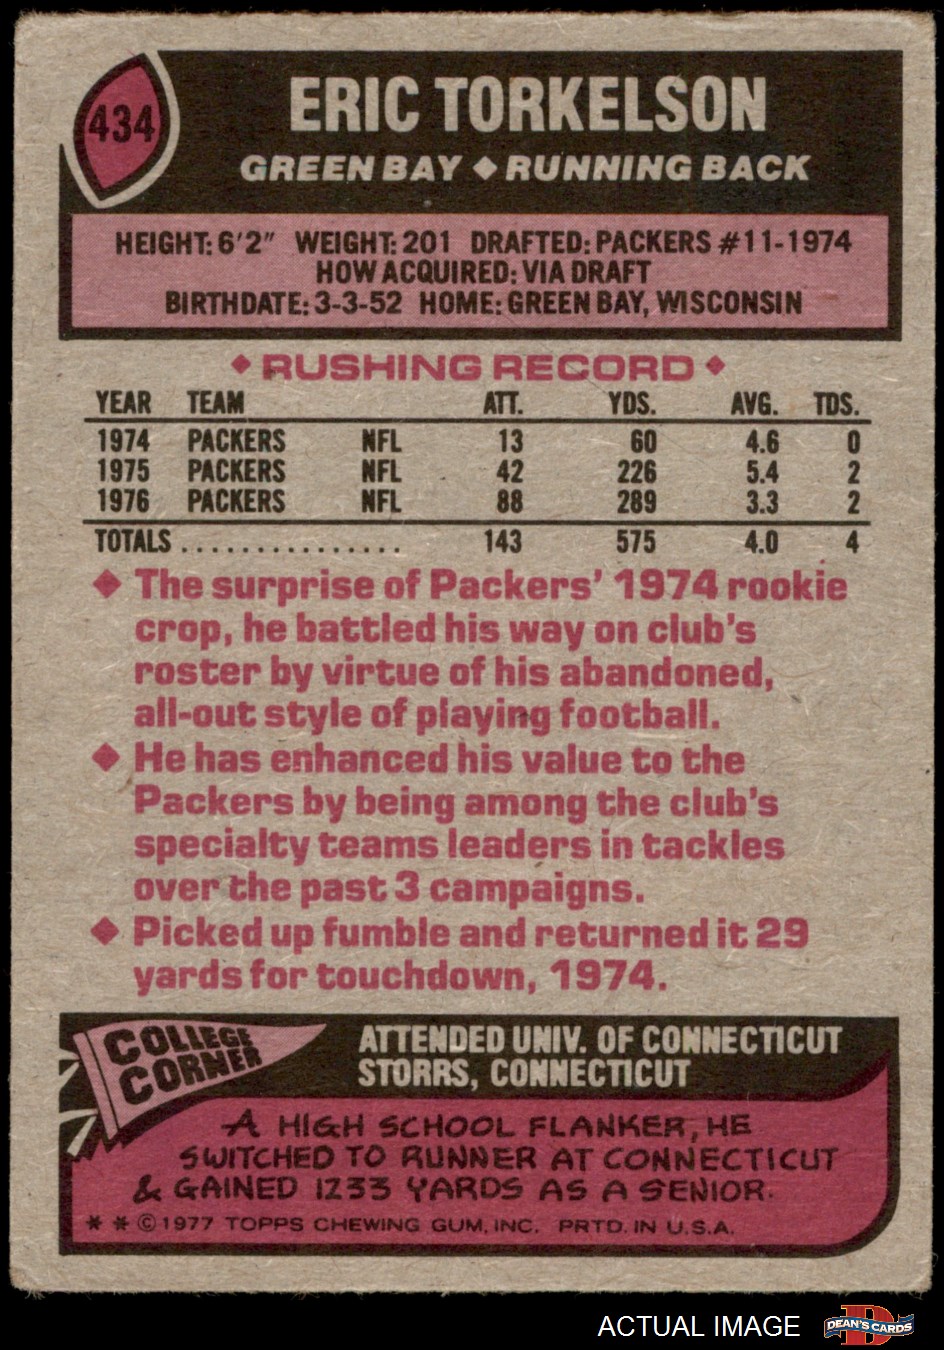 434
ERIC TORKELSON
GREEN BAY ◆ RUNNING BACK
HEIGHT: 6'2" WEIGHT: 201 DRAFTED: PACKERS #11-1974
HOW ACQUIRED: VIA DRAFT
BIRTHDATE: 3-3-52 HOME: GREEN BAY, WISCONSIN
◆ RUSHING RECORD ◆
YEAR TEAM ATT. YDS. AVG. TDS.
1974 PACKERS NFL 13 60 4.6 0
1975 PACKERS NFL 42 226 5.4 2
1976 PACKERS NFL 88 289 3.3 2
TOTALS ............... 143 575 4.0 4
◆ The surprise of Packers' 1974 rookie
crop, he battled his way on club's
roster by virtue of his abandoned,
all-out style of playing football.
◆ He has enhanced his value to the
Packers by being among the club's
specialty teams leaders in tackles
over the past 3 campaigns.
◆ Picked up fumble and returned it 29
yards for touchdown, 1974.
COLLEGE
CORNER
ATTENDED UNIV. OF CONNECTICUT
STORRS, CONNECTICUT
A HIGH SCHOOL FLANKER, HE
SWITCHED TO RUNNER AT CONNECTICUT
& GAINED 1233 YARDS AS A SENIOR.
* * © 1977 TOPPS CHEWING GUM, INC. PRTD. IN U.S.A.
ACTUAL IMAGE
D
DEAN'S CARDS